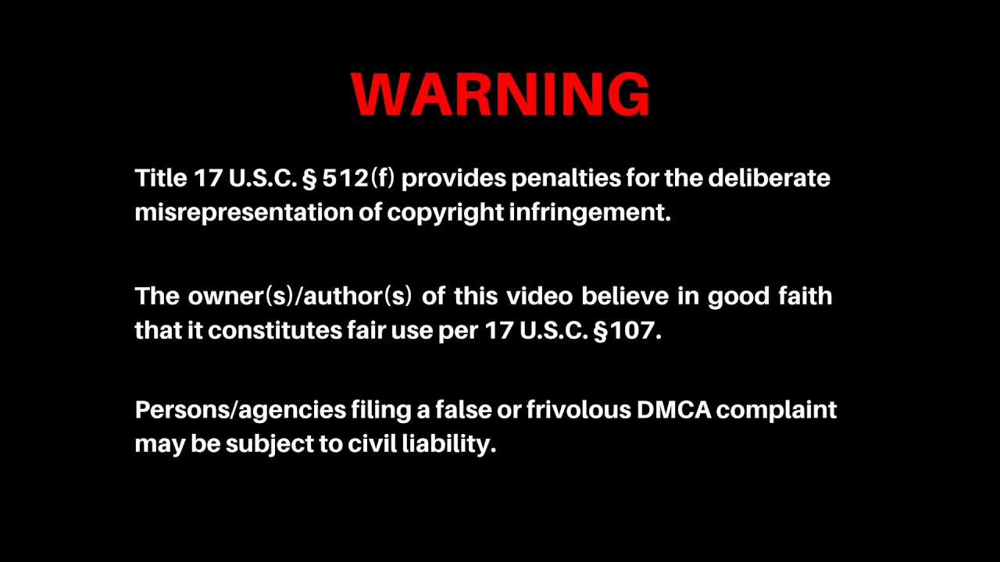 WARNING
Title 17 U.S.C. § 512(f) provides penalties for the deliberate
misrepresentation of copyright infringement.
The owner(s)/author(s) of this video believe in good faith
that it constitutes fair use per 17 U.S.C. §107.
Persons/agencies filing a false or frivolous DMCA complaint
may be subject to civil liability.